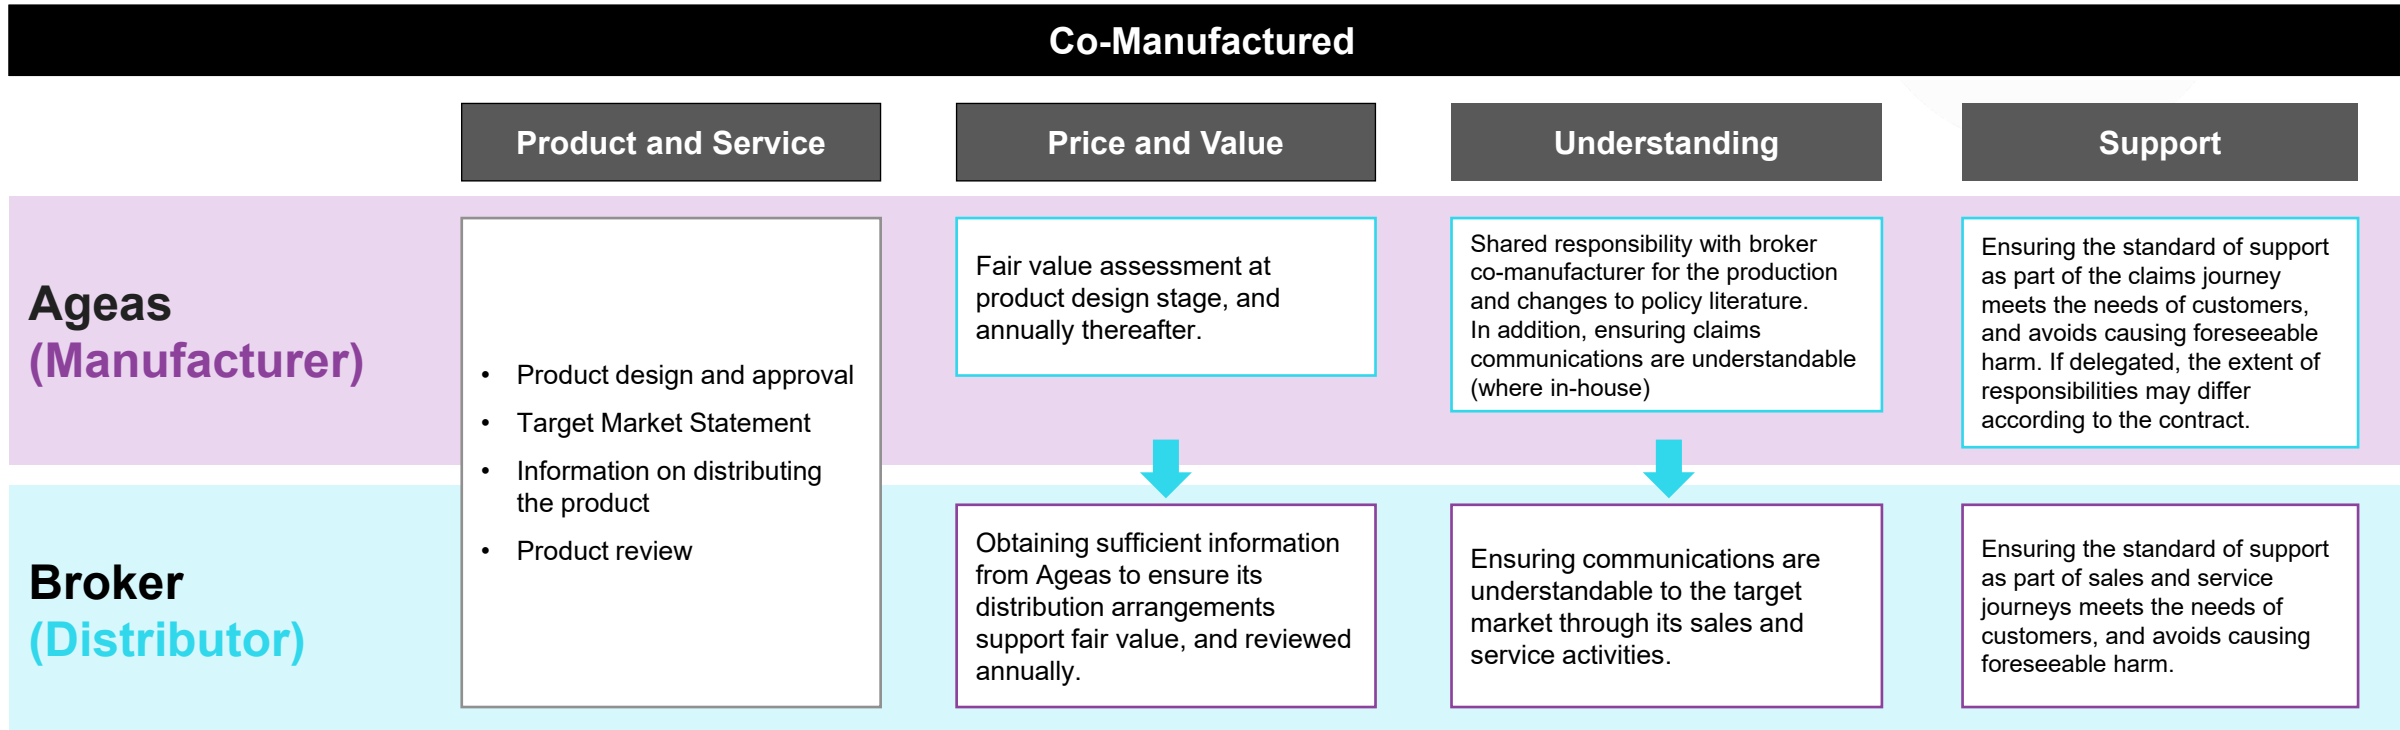 Co-Manufactured
Product and Service
Price and Value
Understanding
Support
Ageas
(Manufacturer)
Broker
(Distributor)
• Product design and approval
• Target Market Statement
• Information on distributing
the product
• Product review
Fair value assessment at
product design stage, and
annually thereafter.
Shared responsibility with broker
co-manufacturer for the production
and changes to policy literature.
In addition, ensuring claims
communications are understandable
(where in-house)
Ensuring the standard of support
as part of the claims journey
meets the needs of customers,
and avoids causing foreseeable
harm. If delegated, the extent of
responsibilities may differ
according to the contract.
Obtaining sufficient information
from Ageas to ensure its
distribution arrangements
support fair value, and reviewed
annually.
Ensuring communications are
understandable to the target
market through its sales and
service activities.
Ensuring the standard of support
as part of sales and service
journeys meets the needs of
customers, and avoids causing
foreseeable harm.